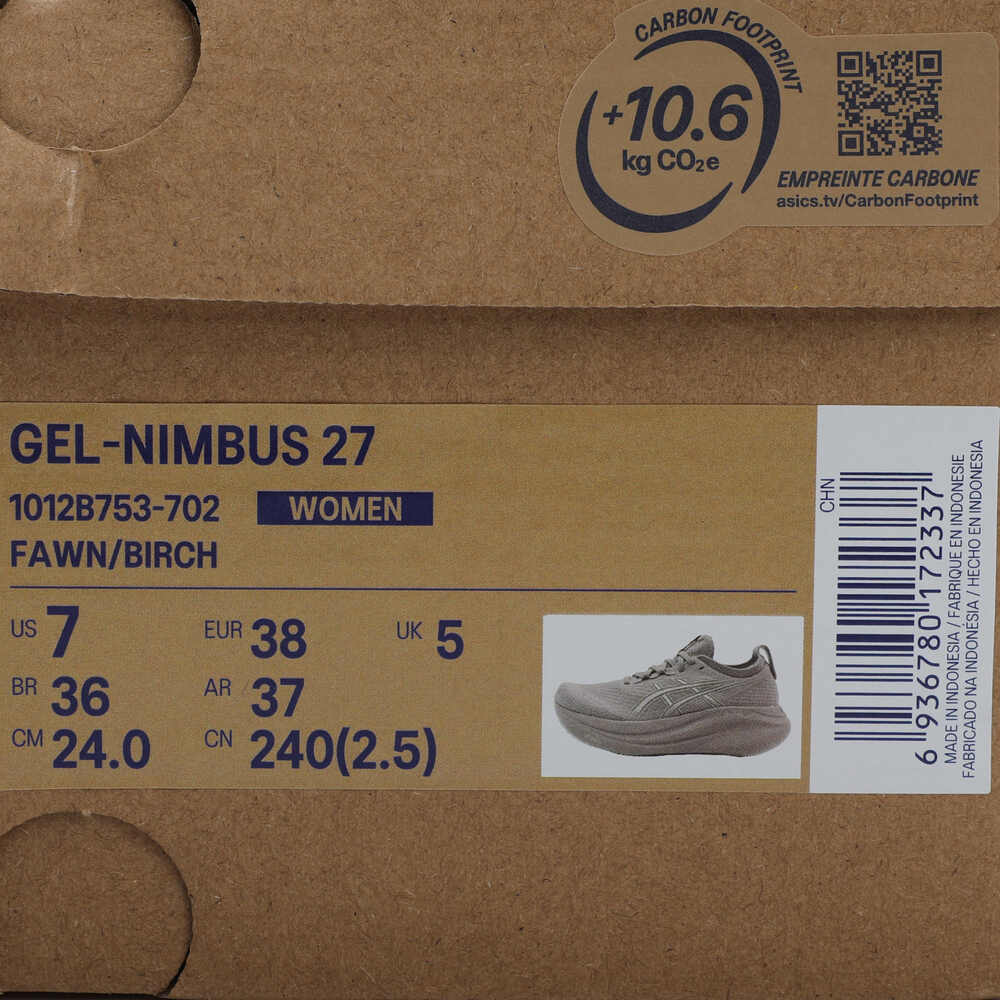 CARBON FOOTPRINT
+10.6
kg CO₂e
EMPREINTE CARBONE
asics.tv/CarbonFootprint
GEL-NIMBUS 27
1012B753-702 WOMEN
FAWN/BIRCH
US 7 EUR 38 UK 5
BR 36 AR 37
CM 24.0 CN 240(2.5)
CHN
6 936780 172337
MADE IN INDONESIA / FABRIQUE EN INDONESIE
FABRICADO NA INDONÉSIA / HECHO EN INDONESIA